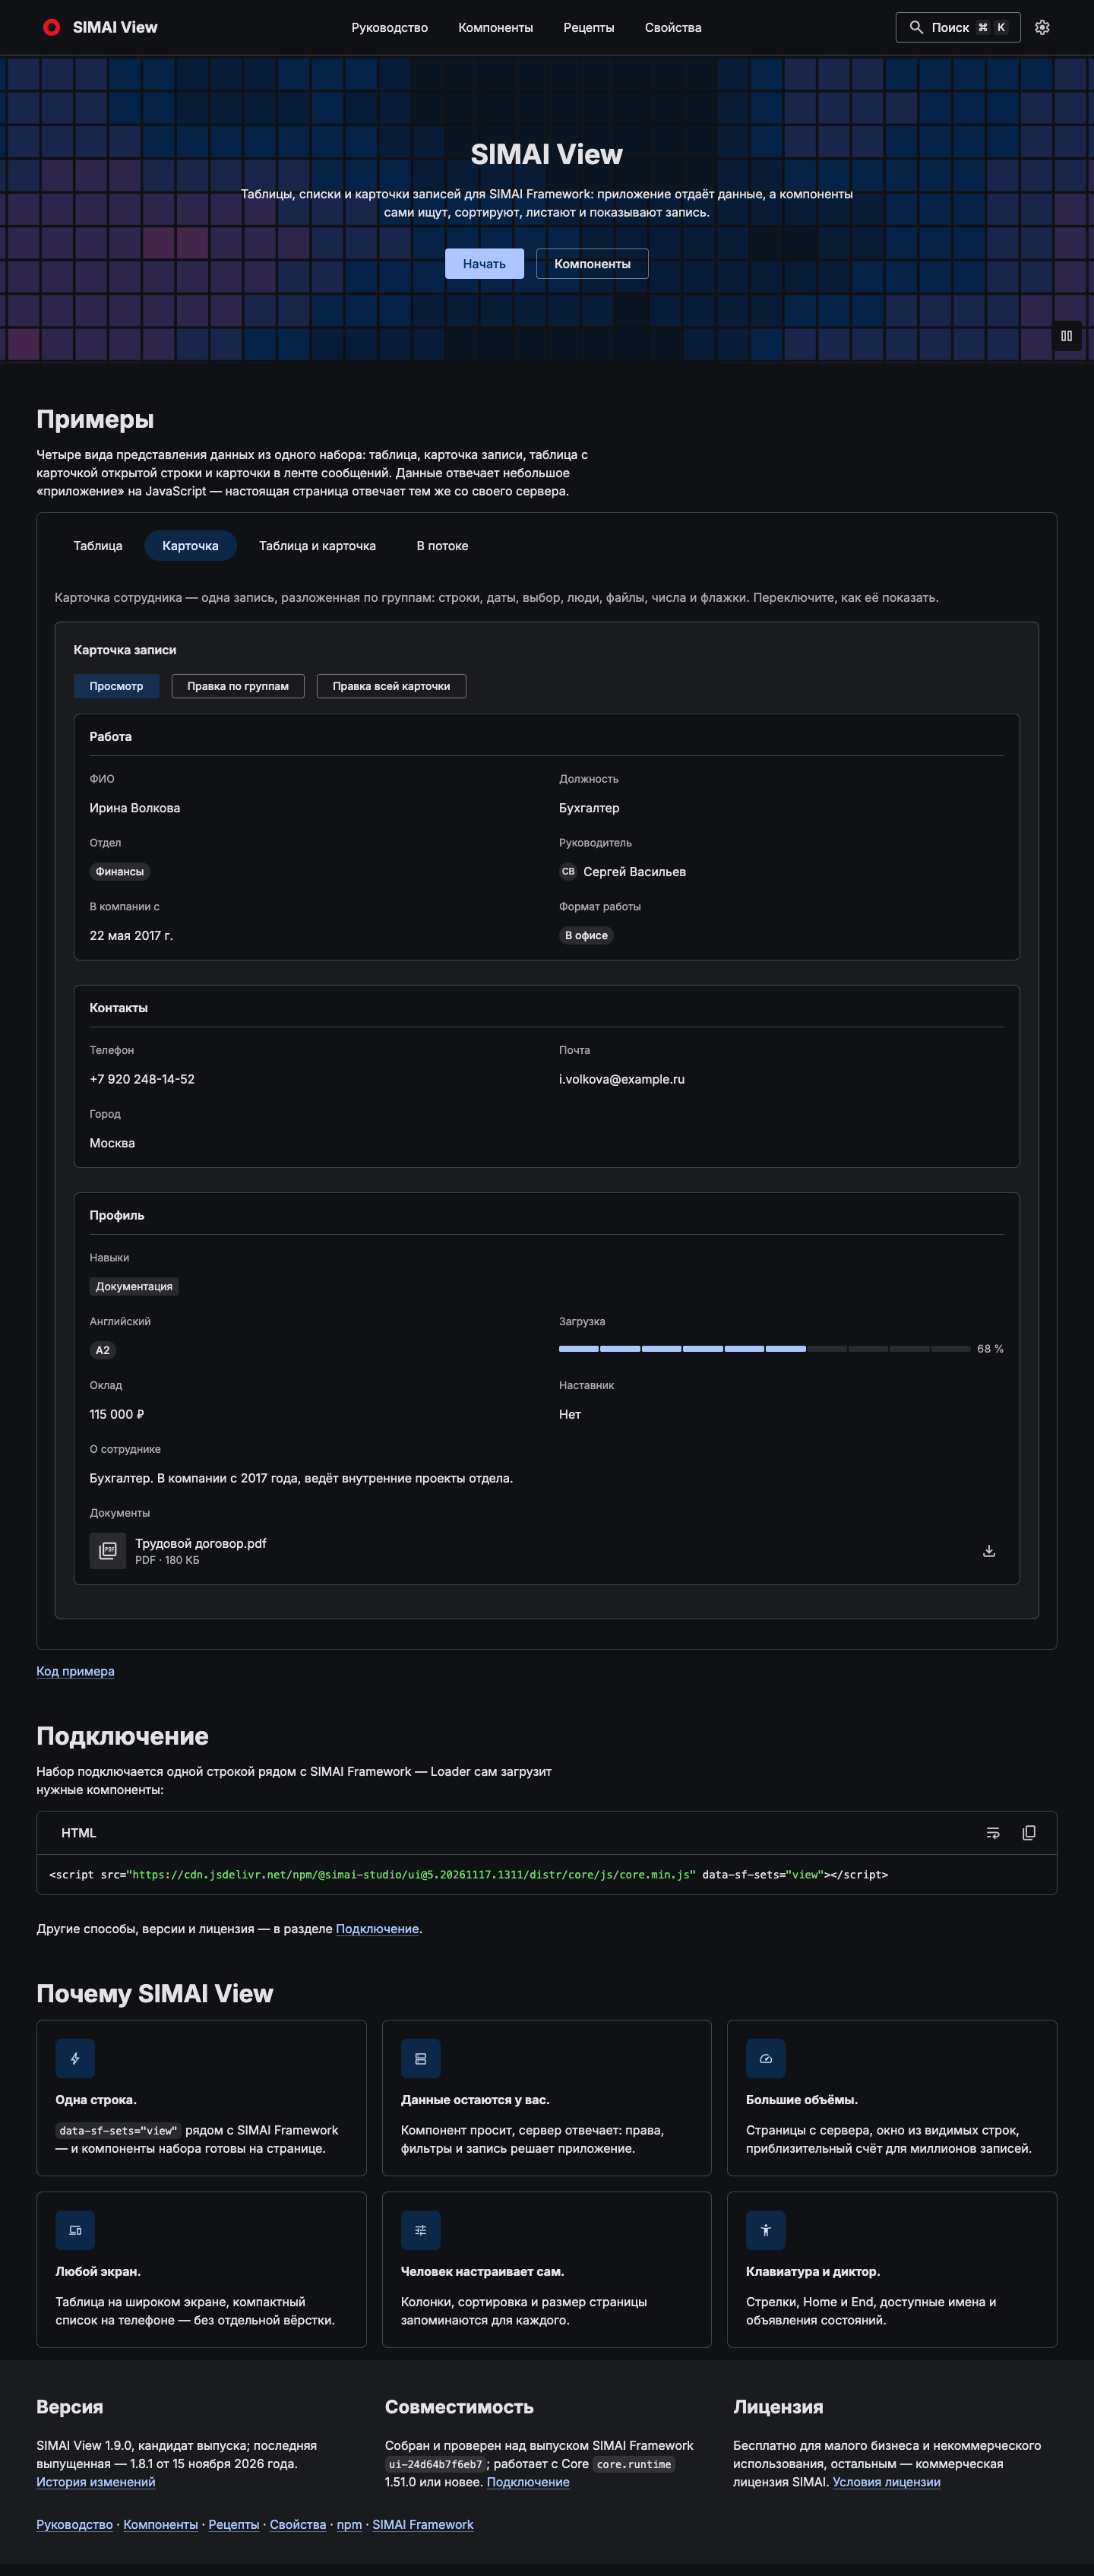 SIMAI View
Руководство
Компоненты
Рецепты
Свойства
Поиск ⌘ K
SIMAI View
Таблицы, списки и карточки записей для SIMAI Framework: приложение отдаёт данные, а компоненты
сами ищут, сортируют, листают и показывают запись.
Начать
Компоненты
Примеры
Четыре вида представления данных из одного набора: таблица, карточка записи, таблица с
карточкой открытой строки и карточки в ленте сообщений. Данные отвечает небольшое
«приложение» на JavaScript — настоящая страница отвечает тем же со своего сервера.
Таблица
Карточка
Таблица и карточка
В потоке
Карточка сотрудника — одна запись, разложенная по группам: строки, даты, выбор, люди, файлы, числа и флажки. Переключите, как её показать.
Карточка записи
Просмотр
Правка по группам
Правка всей карточки
Работа
ФИО
Ирина Волкова
Должность
Бухгалтер
Отдел
Финансы
Руководитель
СВ Сергей Васильев
В компании с
22 мая 2017 г.
Формат работы
В офисе
Контакты
Телефон
+7 920 248-14-52
Почта
i.volkova@example.ru
Город
Москва
Профиль
Навыки
Документация
Английский
A2
Загрузка
68 %
Оклад
115 000 ₽
Наставник
Нет
О сотруднике
Бухгалтер. В компании с 2017 года, ведёт внутренние проекты отдела.
Документы
PDF
Трудовой договор.pdf
PDF · 180 КБ
Код примера
Подключение
Набор подключается одной строкой рядом с SIMAI Framework — Loader сам загрузит
нужные компоненты:
HTML
<script src="https://cdn.jsdelivr.net/npm/@simai-studio/ui@5.20261117.1311/distr/core/js/core.min.js" data-sf-sets="view"></script>
Другие способы, версии и лицензия — в разделе Подключение.
Почему SIMAI View
Одна строка.
data-sf-sets="view" рядом с SIMAI Framework
— и компоненты набора готовы на странице.
Данные остаются у вас.
Компонент просит, сервер отвечает: права,
фильтры и запись решает приложение.
Большие объёмы.
Страницы с сервера, окно из видимых строк,
приблизительный счёт для миллионов записей.
Любой экран.
Таблица на широком экране, компактный
список на телефоне — без отдельной вёрстки.
Человек настраивает сам.
Колонки, сортировка и размер страницы
запоминаются для каждого.
Клавиатура и диктор.
Стрелки, Home и End, доступные имена и
объявления состояний.
Версия
SIMAI View 1.9.0, кандидат выпуска; последняя
выпущенная — 1.8.1 от 15 ноября 2026 года.
История изменений
Совместимость
Собран и проверен над выпуском SIMAI Framework
ui-24d64b7f6eb7; работает с Core core.runtime
1.51.0 или новее. Подключение
Лицензия
Бесплатно для малого бизнеса и некоммерческого
использования, остальным — коммерческая
лицензия SIMAI. Условия лицензии
Руководство · Компоненты · Рецепты · Свойства · npm · SIMAI Framework